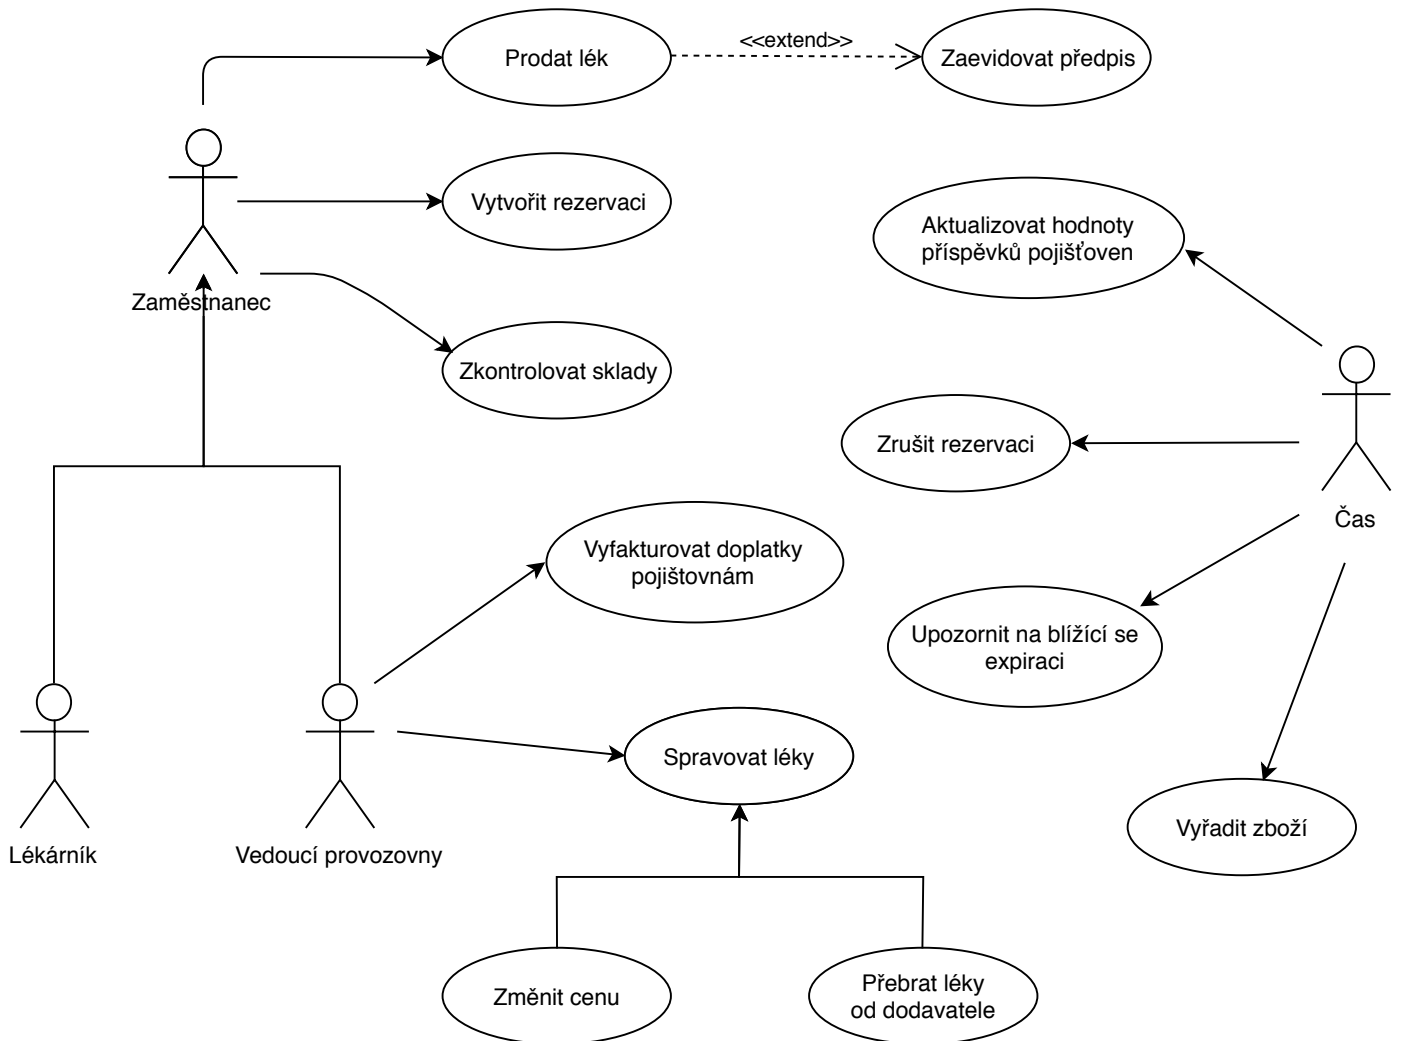 Prodat lék
<<extend>>
Zaevidovat předpis
Vytvořit rezervaci
Aktualizovat hodnoty
příspěvků pojišťoven
Zaměstnanec
Zkontrolovat sklady
Zrušit rezervaci
Čas
Vyfakturovat doplatky
pojištovnám
Upozornit na blížící se
expiraci
Spravovat léky
Vyřadit zboží
Lékárník
Vedoucí provozovny
Změnit cenu
Přebrat léky
od dodavatele